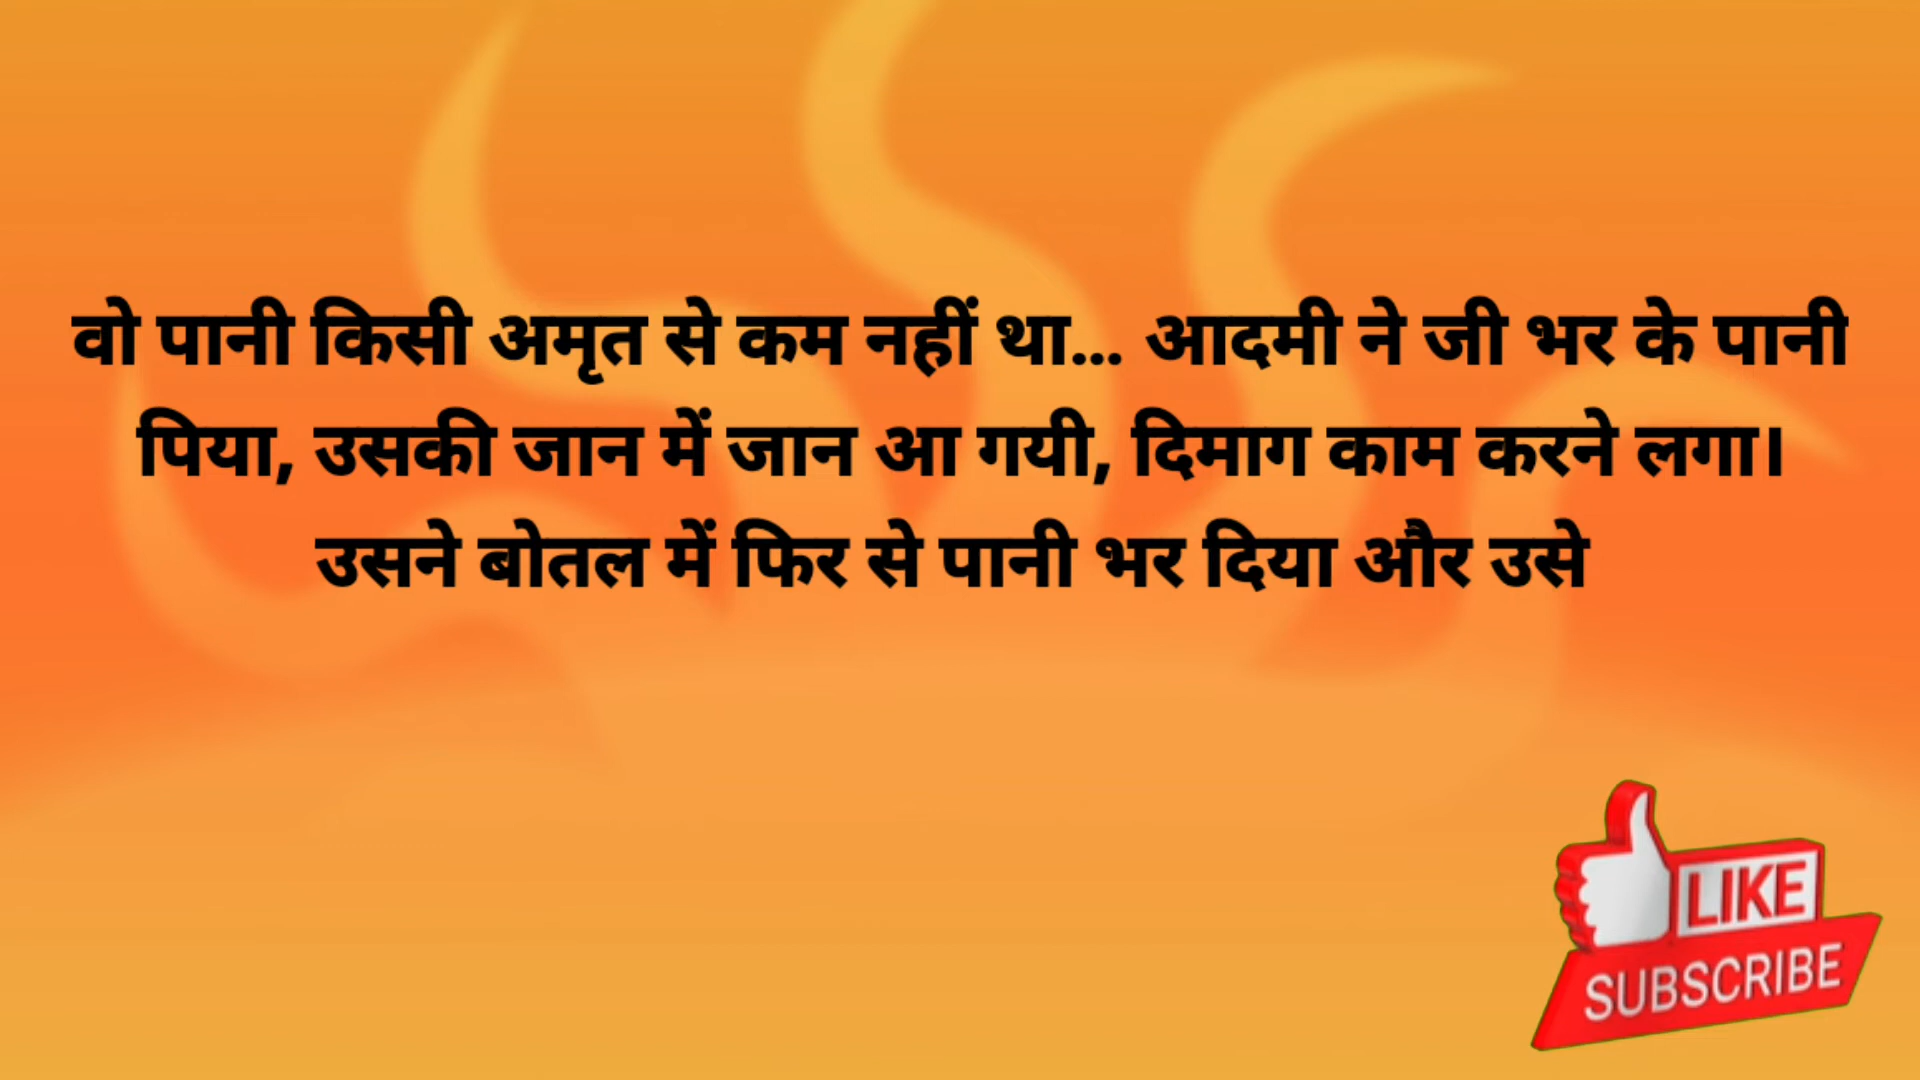 वो पानी किसी अमृत से कम नहीं था... आदमी ने जी भर के पानी
पिया, उसकी जान में जान आ गयी, दिमाग काम करने लगा।
उसने बोतल में फिर से पानी भर दिया और उसे
LIKE
SUBSCRIBE